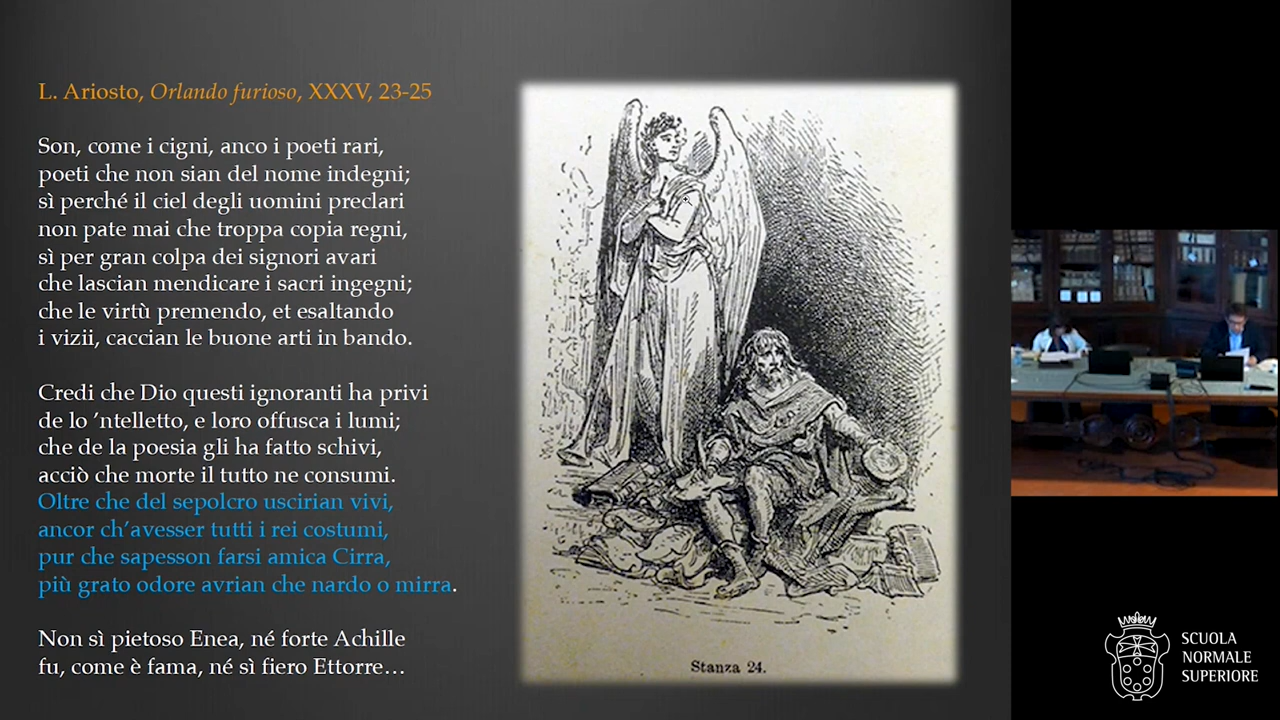 L. Ariosto, Orlando furioso, XXXV, 23-25
Son, come i cigni, anco i poeti rari,
poeti che non sian del nome indegni;
sì perché il ciel degli uomini preclari
non pate mai che troppa copia regni,
sì per gran colpa dei signori avari
che lascian mendicare i sacri ingegni;
che le virtù premendo, et esaltando
i vizii, caccian le buone arti in bando.
Credi che Dio questi ignoranti ha privi
de lo ’ntelletto, e loro offusca i lumi;
che de la poesia gli ha fatto schivi,
acciò che morte il tutto ne consumi.
Oltre che del sepolcro uscirian vivi,
ancor ch’avesser tutti i rei costumi,
pur che sapesson farsi amica Cirra,
più grato odore avrian che nardo o mirra.
Non sì pietoso Enea, né forte Achille
fu, come è fama, né sì fiero Ettorre…
Stanza 24.
SCUOLA
NORMALE
SUPERIORE